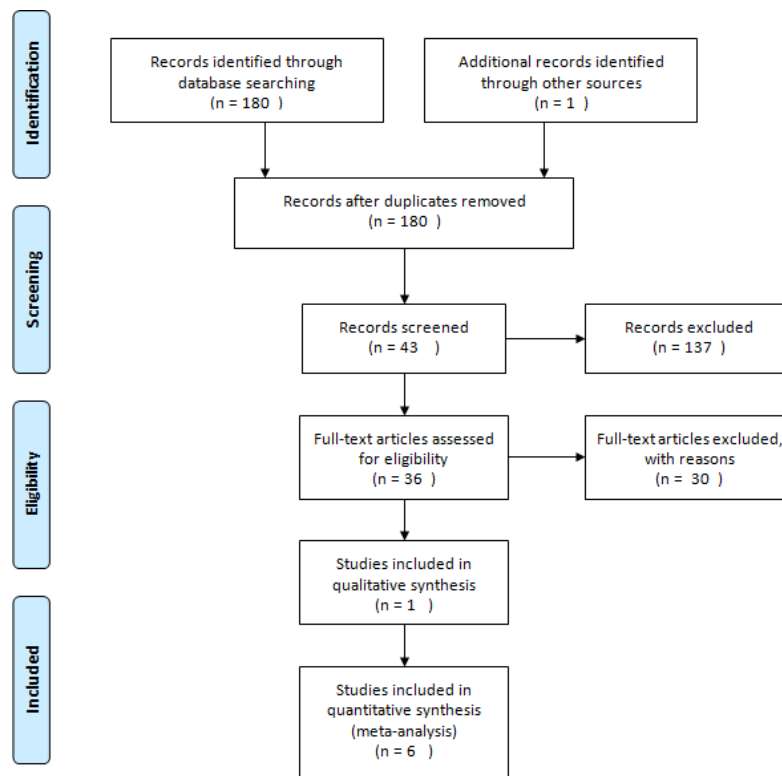 Identification
Records identified through
database searching
(n = 180 )
Additional records identified
through other sources
(n = 1 )
Records after duplicates removed
(n = 180 )
Screening
Records screened
(n = 43 )
Records excluded
(n = 137 )
Eligibility
Full-text articles assessed
for eligibility
(n = 36 )
Full-text articles excluded,
with reasons
(n = 30 )
Studies included in
qualitative synthesis
(n = 1 )
Included
Studies included in
quantitative synthesis
(meta-analysis)
(n = 6 )